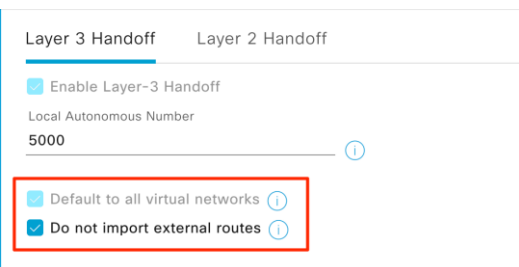 Layer 3 Handoff Layer 2 Handoff
Enable Layer-3 Handoff
Local Autonomous Number
5000
Default to all virtual networks
Do not import external routes